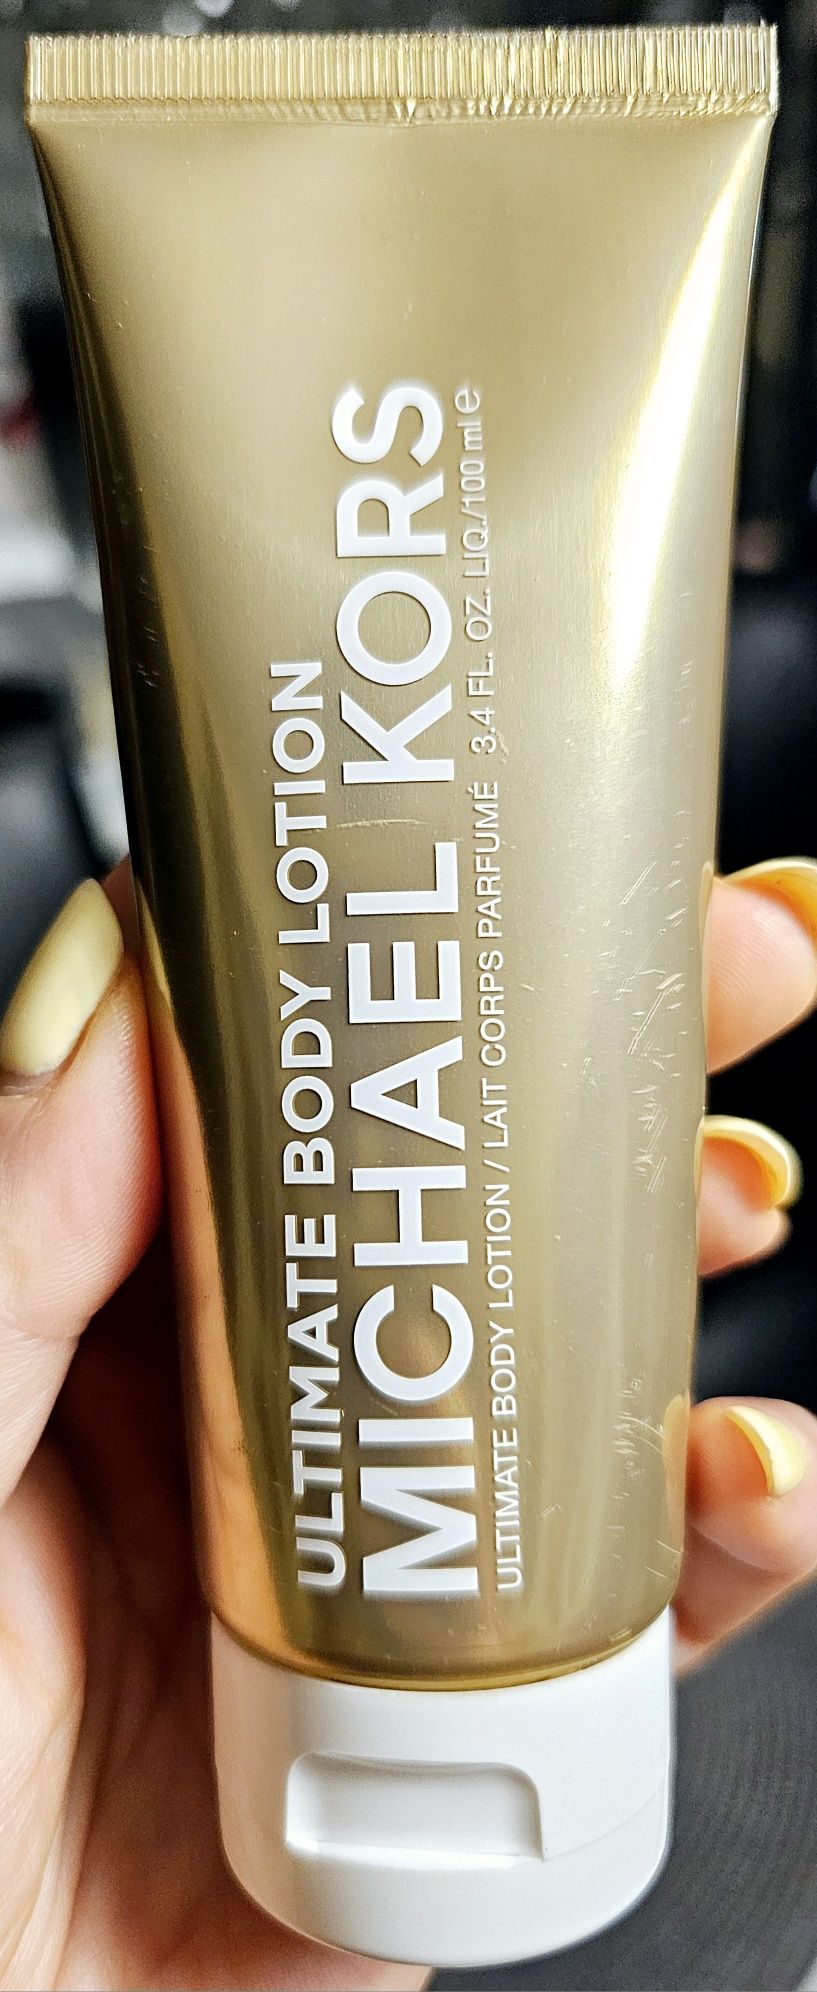 ULTIMATE BODY LOTION
MICHAEL KORS
ULTIMATE BODY LOTION / LAIT CORPS PARFUMÉ 3.4 FL. OZ. LIQ./100 ml e